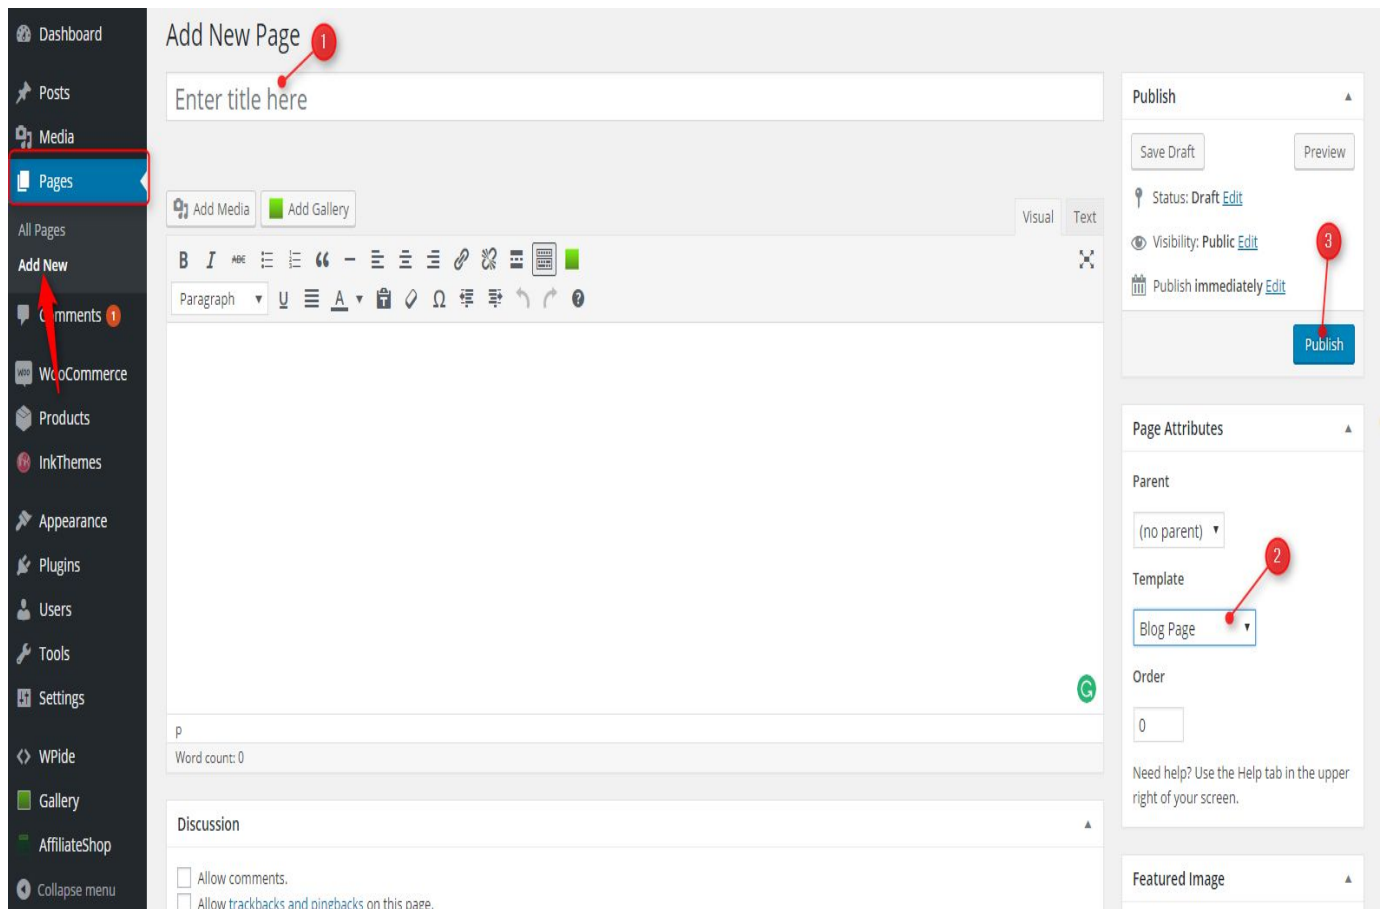 Dashboard
Posts
Media
Pages
All Pages
Add New
Comments 1
WooCommerce
Products
InkThemes
Appearance
Plugins
Users
Tools
Settings
WPide
Gallery
AffiliateShop
Collapse menu
Add New Page
1
Enter title here
Add Media
Add Gallery
Visual
Text
B I ABC
Paragraph
U A T Ω ?
p
Word count: 0
Discussion
Allow comments.
Allow trackbacks and pingbacks on this page.
Publish
Save Draft
Preview
Status: Draft Edit
Visibility: Public Edit
3
Publish immediately Edit
Publish
Page Attributes
Parent
(no parent)
2
Template
Blog Page
Order
0
Need help? Use the Help tab in the upper
right of your screen.
Featured Image